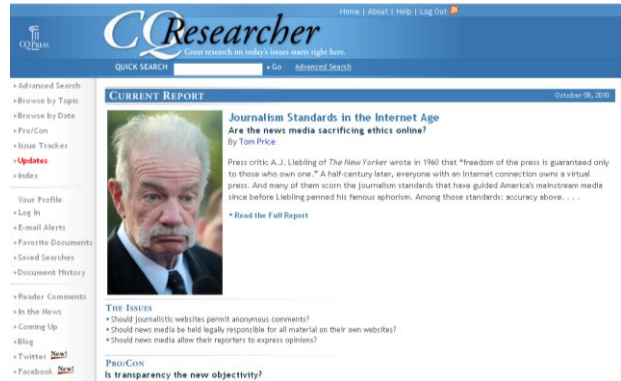 Home | About | Help | Log Out
CQ PRESS
CQ Researcher
Great research on today's issues starts right here.
QUICK SEARCH Go Advanced Search
Advanced Search
Browse by Topic
Browse by Date
Pro/Con
Issue Tracker
Updates
Index
Your Profile
Log In
E-mail Alerts
Favorite Documents
Saved Searches
Document History
Reader Comments
In the News
Coming Up
Blog
Twitter New!
Facebook New!
CURRENT REPORT October 08, 2010
Journalism Standards in the Internet Age
Are the news media sacrificing ethics online?
By Tom Price
Press critic A.J. Liebling of The New Yorker wrote in 1960 that "freedom of the press is guaranteed only
to those who own one." A half-century later, everyone with an Internet connection owns a virtual
press. And many of them scorn the journalism standards that have guided America's mainstream media
since before Liebling penned his famous aphorism. Among those standards: accuracy above. . . .
Read the Full Report
THE ISSUES
Should journalistic websites permit anonymous comments?
Should news media be held legally responsible for all material on their own websites?
Should news media allow their reporters to express opinions?
PRO/CON
Is transparency the new objectivity?